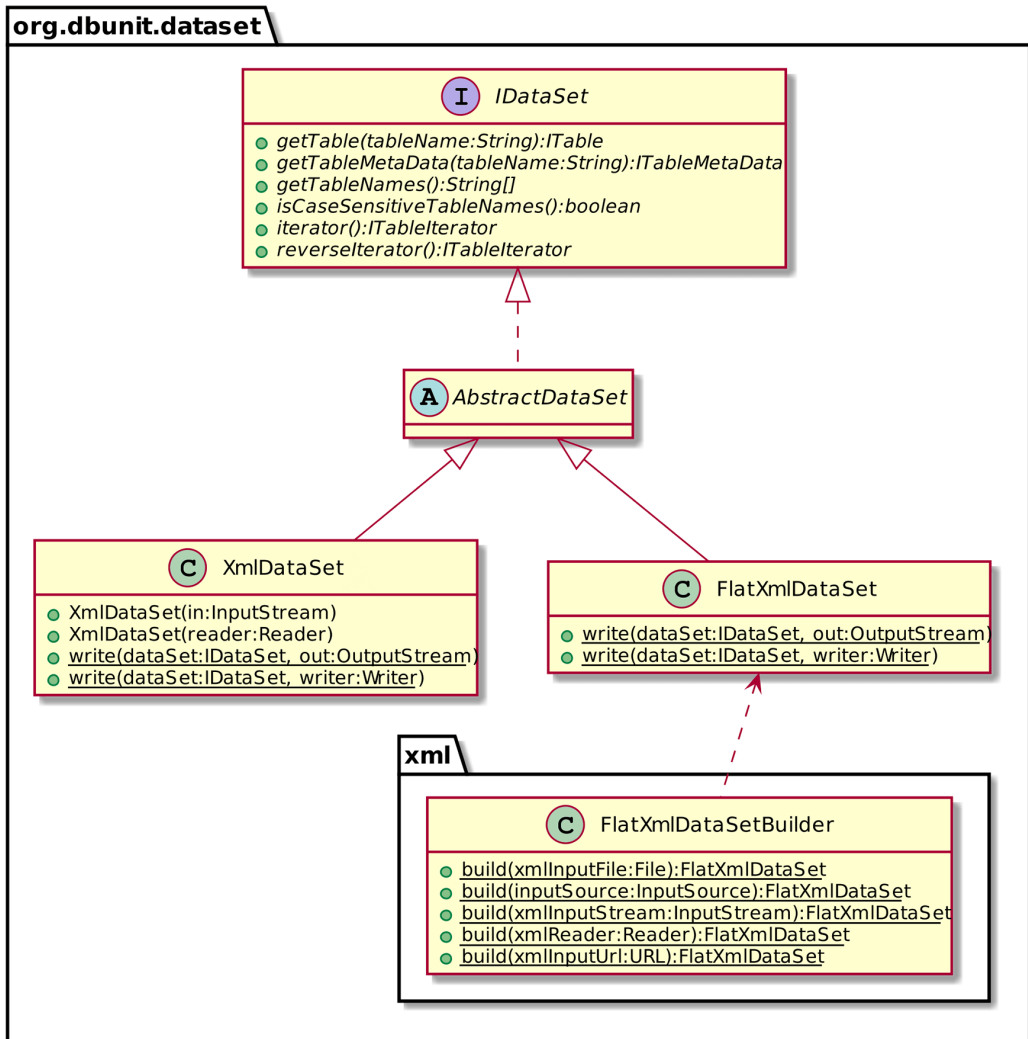 org.dbunit.dataset
I IDataSet
getTable(tableName:String):ITable
getTableMetaData(tableName:String):ITableMetaData
getTableNames():String[]
isCaseSensitiveTableNames():boolean
iterator():ITableIterator
reverseIterator():ITableIterator
A AbstractDataSet
C XmlDataSet
XmlDataSet(in:InputStream)
XmlDataSet(reader:Reader)
write(dataSet:IDataSet, out:OutputStream)
write(dataSet:IDataSet, writer:Writer)
C FlatXmlDataSet
write(dataSet:IDataSet, out:OutputStream)
write(dataSet:IDataSet, writer:Writer)
xml
C FlatXmlDataSetBuilder
build(xmlInputFile:File):FlatXmlDataSet
build(inputSource:InputSource):FlatXmlDataSet
build(xmlInputStream:InputStream):FlatXmlDataSet
build(xmlReader:Reader):FlatXmlDataSet
build(xmlInputUrl:URL):FlatXmlDataSet